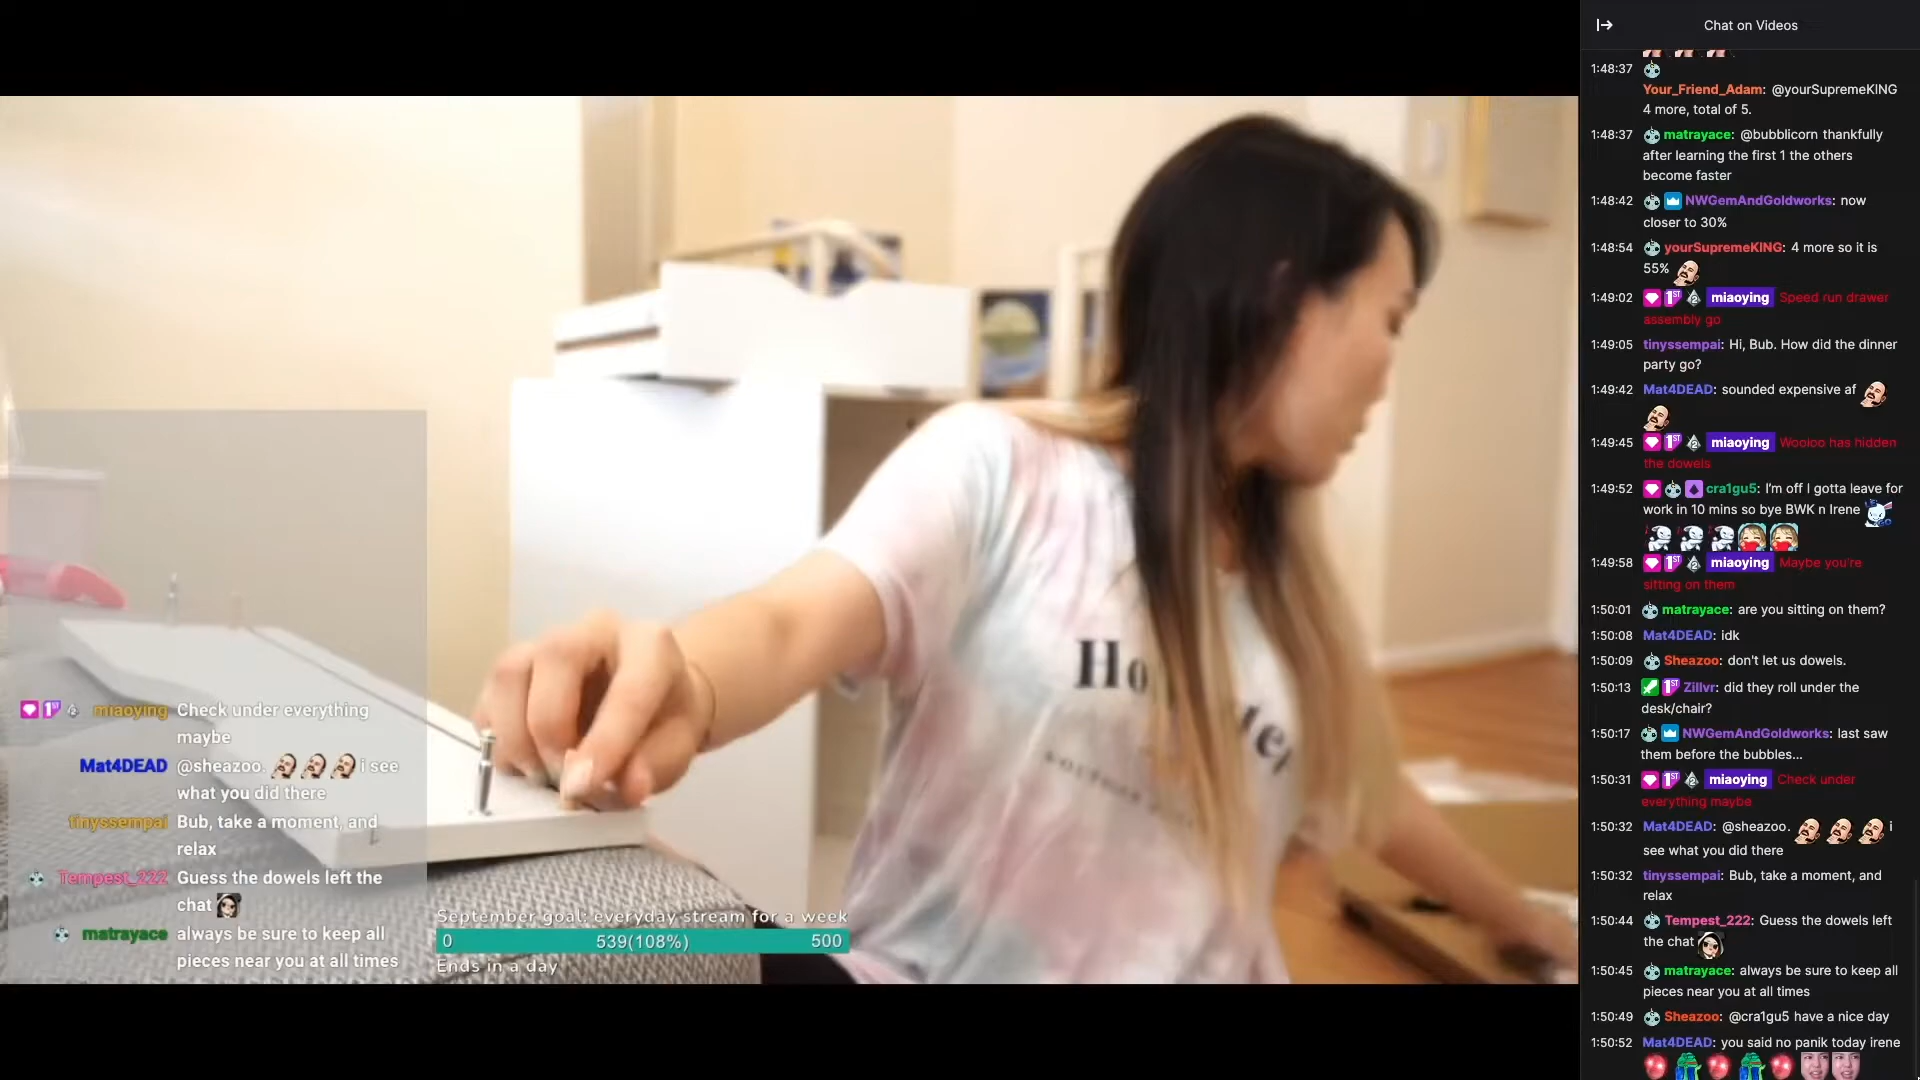 Chat on Videos
1:48:37
Your_Friend_Adam: @yourSupremeKING
4 more, total of 5.
1:48:37 matrayace: @bubblicorn thankfully
after learning the first 1 the others
become faster
1:48:42 NWGemAndGoldworks: now
closer to 30%
1:48:54 yourSupremeKING: 4 more so it is
55%
1:49:02 1ST 2 miaoying Speed run drawer
assembly go
1:49:05 tinyssempai: Hi, Bub. How did the dinner
party go?
1:49:42 Mat4DEAD: sounded expensive af
1:49:45 1ST 2 miaoying Wooloo has hidden
the dowels
1:49:52 cra1gu5: I'm off I gotta leave for
work in 10 mins so bye BWK n Irene
1:49:58 1ST 2 miaoying Maybe you're
sitting on them
1:50:01 matrayace: are you sitting on them?
1:50:08 Mat4DEAD: idk
1:50:09 Sheazoo: don't let us dowels.
1:50:13 1ST Zillvr: did they roll under the
desk/chair?
1:50:17 NWGemAndGoldworks: last saw
them before the bubbles...
1:50:31 1ST 2 miaoying Check under
everything maybe
1:50:32 Mat4DEAD: @sheazoo. i
see what you did there
1:50:32 tinyssempai: Bub, take a moment, and
relax
1:50:44 Tempest_222: Guess the dowels left
the chat
1:50:45 matrayace: always be sure to keep all
pieces near you at all times
1:50:49 Sheazoo: @cra1gu5 have a nice day
1:50:52 Mat4DEAD: you said no panik today irene
1ST 2 miaoying Check under everything
maybe
Mat4DEAD @sheazoo. i see
what you did there
tinyssempai Bub, take a moment, and
relax
Tempest_222 Guess the dowels left the
chat
matrayace always be sure to keep all
pieces near you at all times
September goal: everyday stream for a week
0 539(108%) 500
Ends in a day